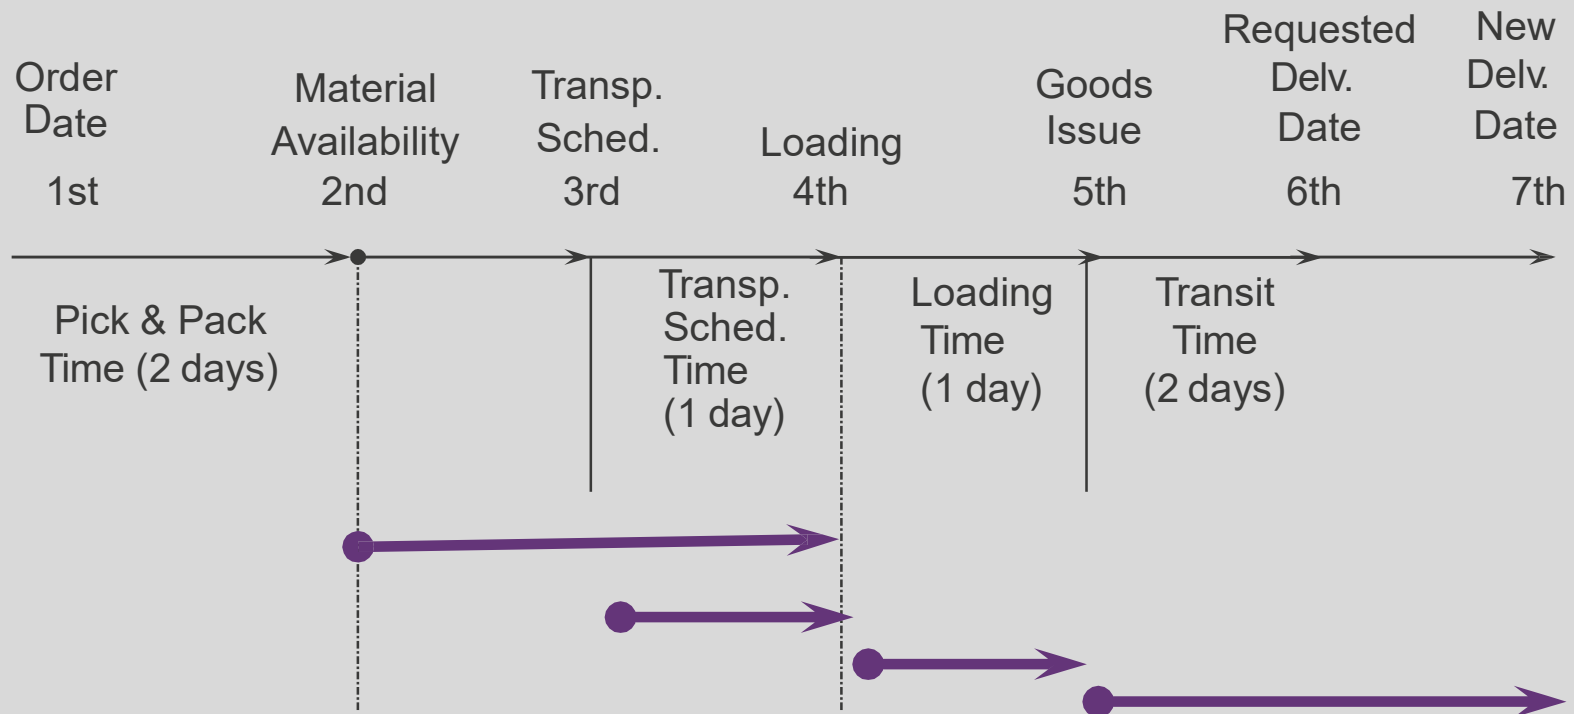 Order
Date
1st
Material
Availability
2nd
Transp.
Sched.
3rd
Loading
4th
Goods
Issue
5th
Requested
Delv.
Date
6th
New
Delv.
Date
7th
Pick & Pack
Time (2 days)
Transp.
Sched.
Time
(1 day)
Loading
Time
(1 day)
Transit
Time
(2 days)